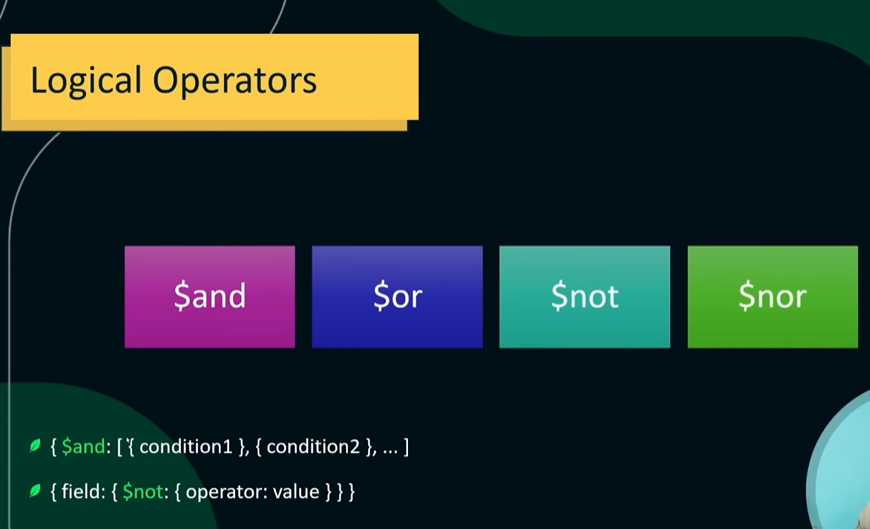 Logical Operators
$and
$or
$not
$nor
{ $and: [ { condition1 }, { condition2 }, ... ]
{ field: { $not: { operator: value } } }